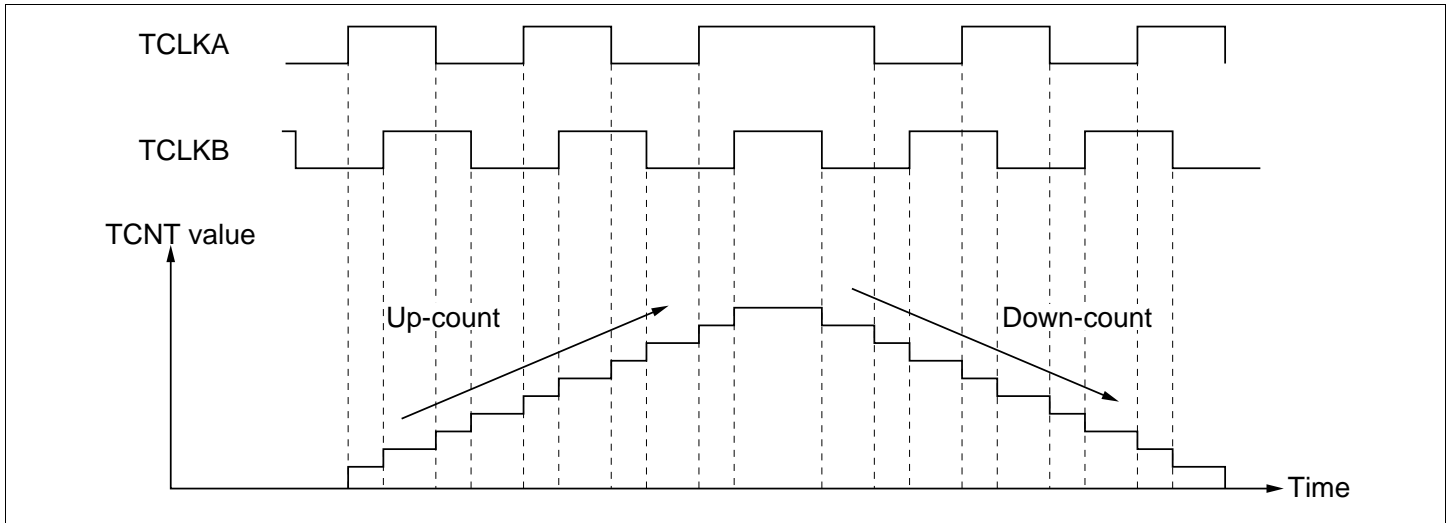 TCLKA
TCLKB
TCNT value
Up-count
Down-count
Time